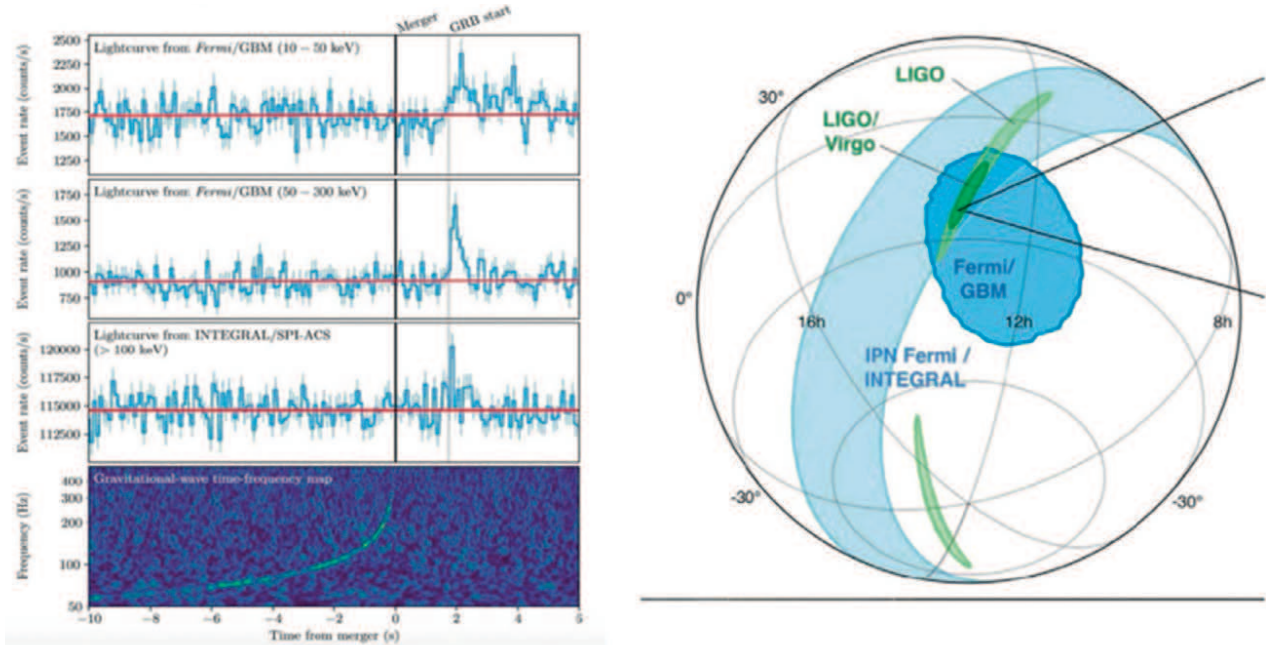 Merger
GRB start
Lightcurve from Fermi/GBM (10 − 50 keV)
Event rate (counts/s)
2500
2250
2000
1750
1500
1250
Lightcurve from Fermi/GBM (50 − 300 keV)
Event rate (counts/s)
1750
1500
1250
1000
750
Lightcurve from INTEGRAL/SPI-ACS
(> 100 keV)
Event rate (counts/s)
120000
117500
115000
112500
Gravitational-wave time-frequency map
Frequency (Hz)
400
300
200
100
50
−10 −8 −6 −4 −2 0 2 4 6
Time from merger (s)
LIGO
30°
LIGO/
Virgo
Fermi/
GBM
0°
16h 12h 8h
IPN Fermi /
INTEGRAL
-30° -30°